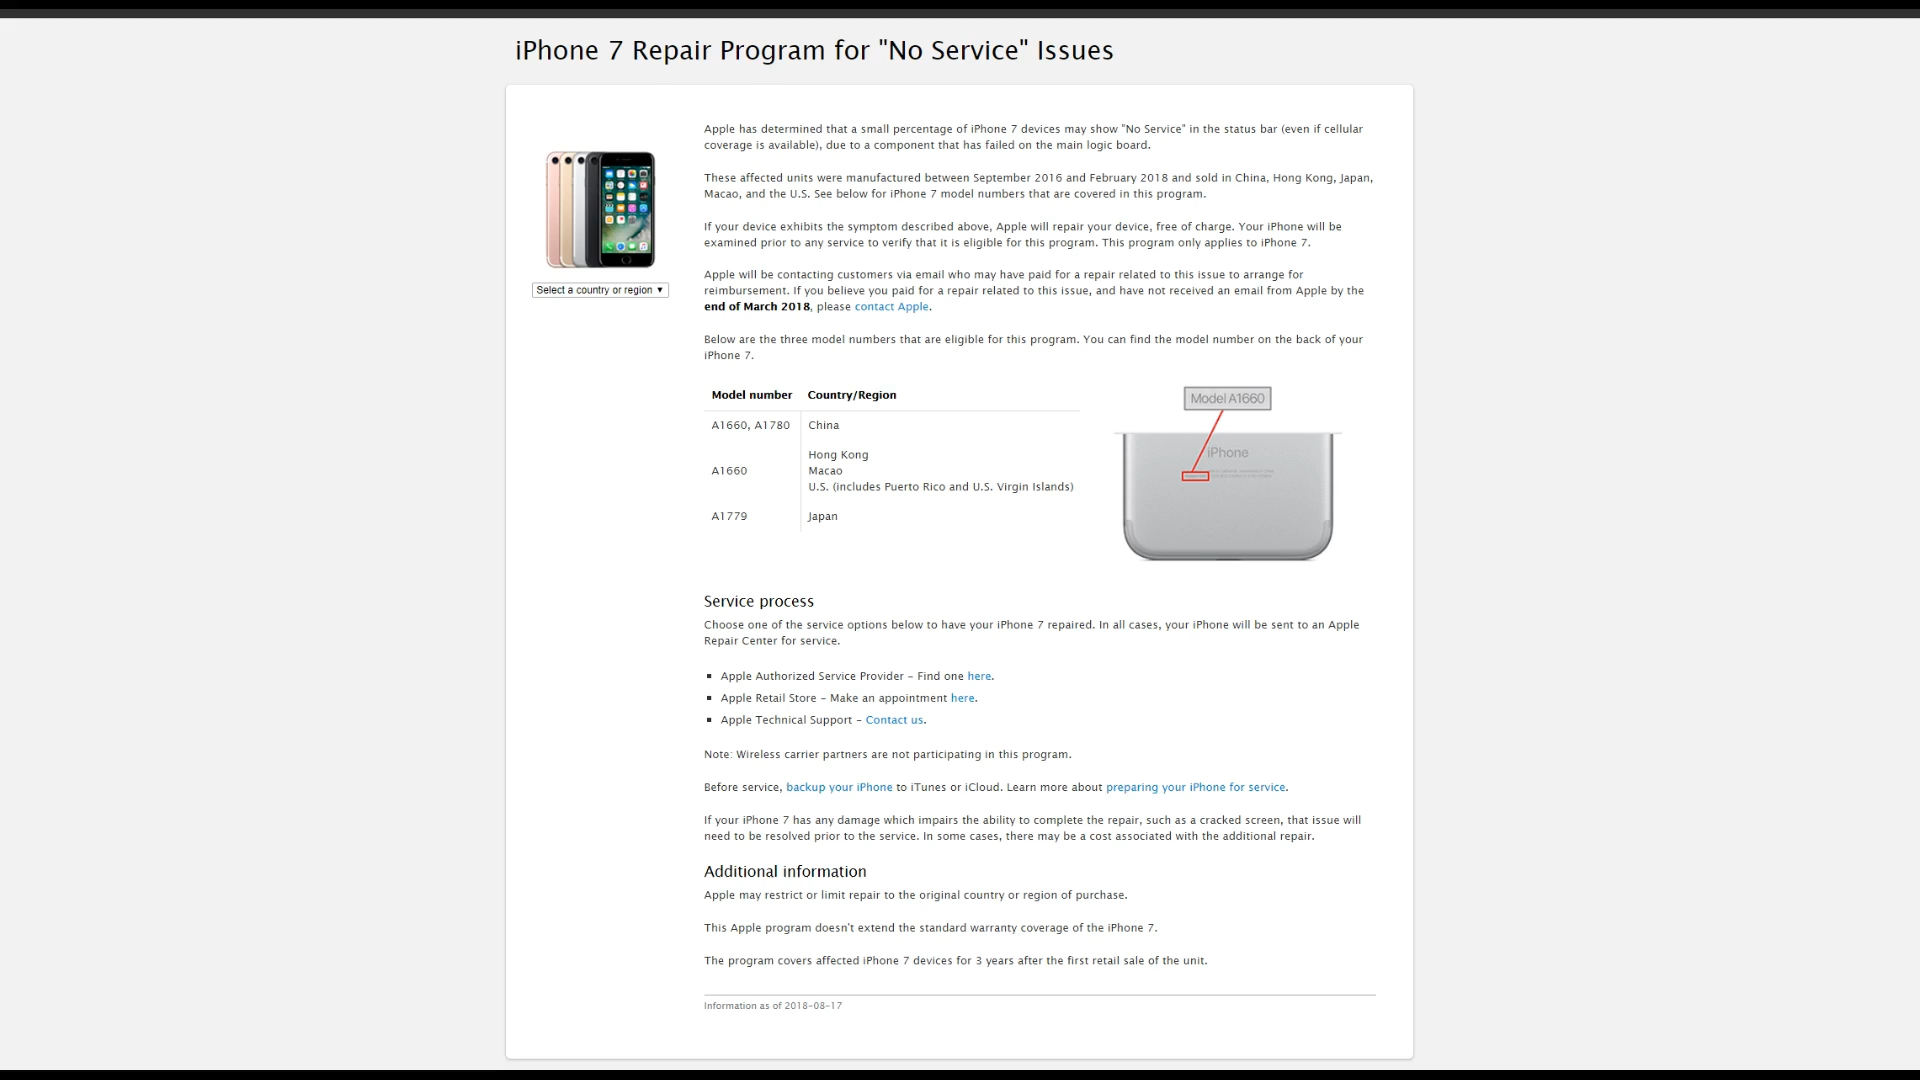 iPhone 7 Repair Program for "No Service" Issues
Apple has determined that a small percentage of iPhone 7 devices may show "No Service" in the status bar (even if cellular
coverage is available), due to a component that has failed on the main logic board.
These affected units were manufactured between September 2016 and February 2018 and sold in China, Hong Kong, Japan,
Macao, and the U.S. See below for iPhone 7 model numbers that are covered in this program.
If your device exhibits the symptom described above, Apple will repair your device, free of charge. Your iPhone will be
examined prior to any service to verify that it is eligible for this program. This program only applies to iPhone 7.
Select a country or region ▼
Apple will be contacting customers via email who may have paid for a repair related to this issue to arrange for
reimbursement. If you believe you paid for a repair related to this issue, and have not received an email from Apple by the
end of March 2018, please contact Apple.
Below are the three model numbers that are eligible for this program. You can find the model number on the back of your
iPhone 7.
Model number Country/Region
A1660, A1780 China
Hong Kong
A1660 Macao
U.S. (includes Puerto Rico and U.S. Virgin Islands)
A1779 Japan
Model A1660
iPhone
Service process
Choose one of the service options below to have your iPhone 7 repaired. In all cases, your iPhone will be sent to an Apple
Repair Center for service.
▪ Apple Authorized Service Provider – Find one here.
▪ Apple Retail Store – Make an appointment here.
▪ Apple Technical Support – Contact us.
Note: Wireless carrier partners are not participating in this program.
Before service, backup your iPhone to iTunes or iCloud. Learn more about preparing your iPhone for service.
If your iPhone 7 has any damage which impairs the ability to complete the repair, such as a cracked screen, that issue will
need to be resolved prior to the service. In some cases, there may be a cost associated with the additional repair.
Additional information
Apple may restrict or limit repair to the original country or region of purchase.
This Apple program doesn't extend the standard warranty coverage of the iPhone 7.
The program covers affected iPhone 7 devices for 3 years after the first retail sale of the unit.
Information as of 2018-08-17